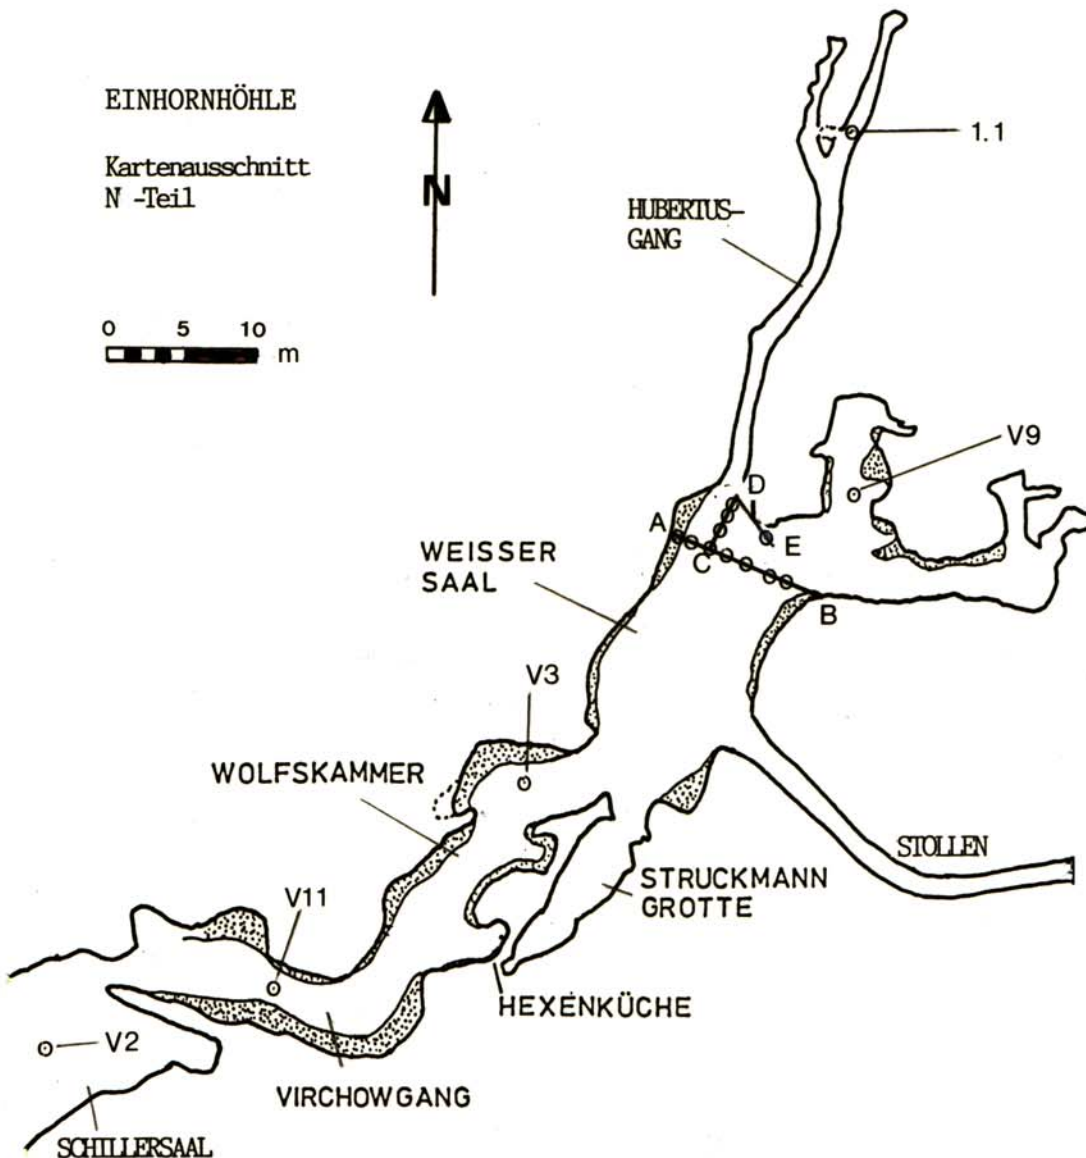 EINHORNHÖHLE
Kartenausschnitt
N -Teil
N
0 5 10
m
1.1
HUBERTUS-
GANG
V9
D
A
E
C
B
WEISSER
SAAL
V3
WOLFSKAMMER
STOLLEN
STRUCKMANN
GROTTE
V11
HEXENKÜCHE
V2
VIRCHOWGANG
SCHILLERSAAL